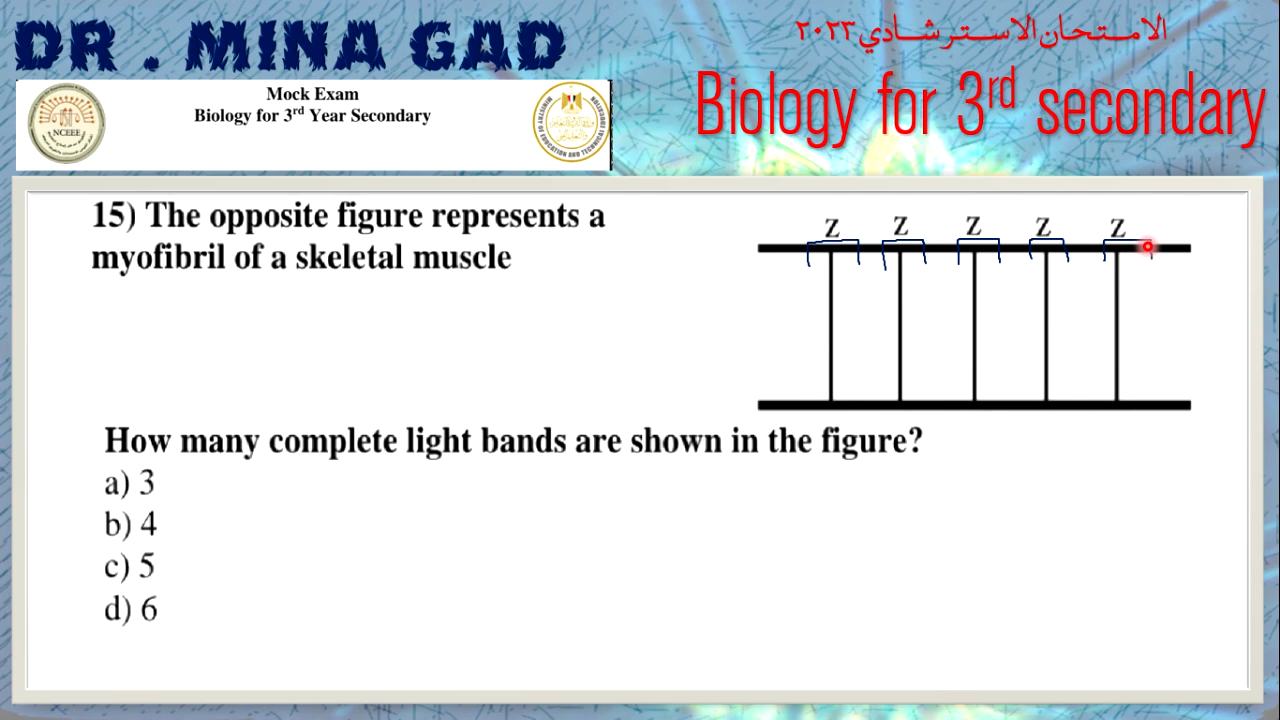 DR . MINA GAD
الامتحان الاسترشادي ٢٠٢٣
Biology for 3rd secondary
Mock Exam
Biology for 3rd Year Secondary
NCEEE
15) The opposite figure represents a
myofibril of a skeletal muscle
Z Z Z Z Z
How many complete light bands are shown in the figure?
a) 3
b) 4
c) 5
d) 6